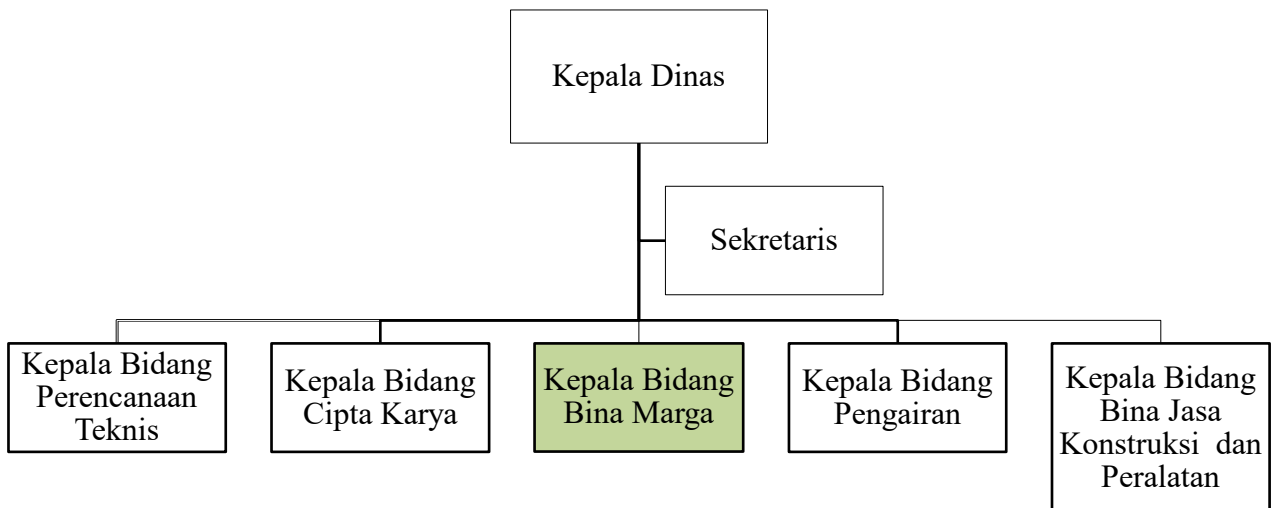 Kepala Dinas
Sekretaris
Kepala Bidang
Perencanaan
Teknis
Kepala Bidang
Cipta Karya
Kepala Bidang
Bina Marga
Kepala Bidang
Pengairan
Kepala Bidang
Bina Jasa
Konstruksi dan
Peralatan